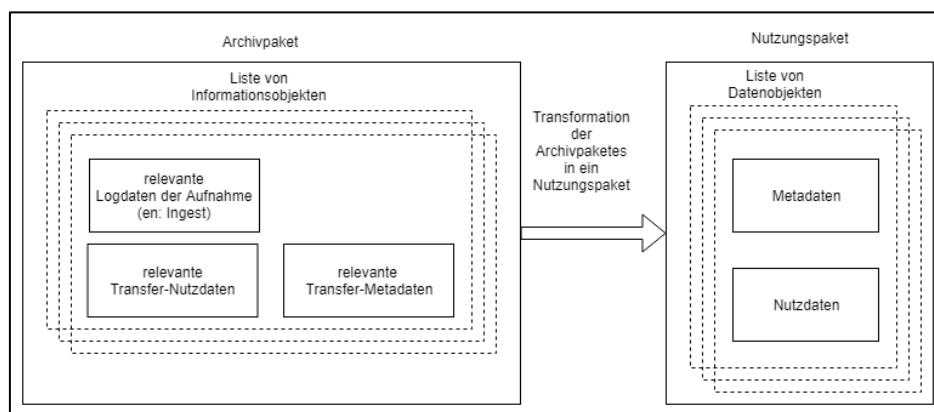 Archivpaket
Liste von
Informationsobjekten
relevante
Logdaten der Aufnahme
(en: Ingest)
relevante
Transfer-Nutzdaten
relevante
Transfer-Metadaten
Transformation
der
Archivpaketes
in ein
Nutzungspaket
Nutzungspaket
Liste von
Datenobjekten
Metadaten
Nutzdaten